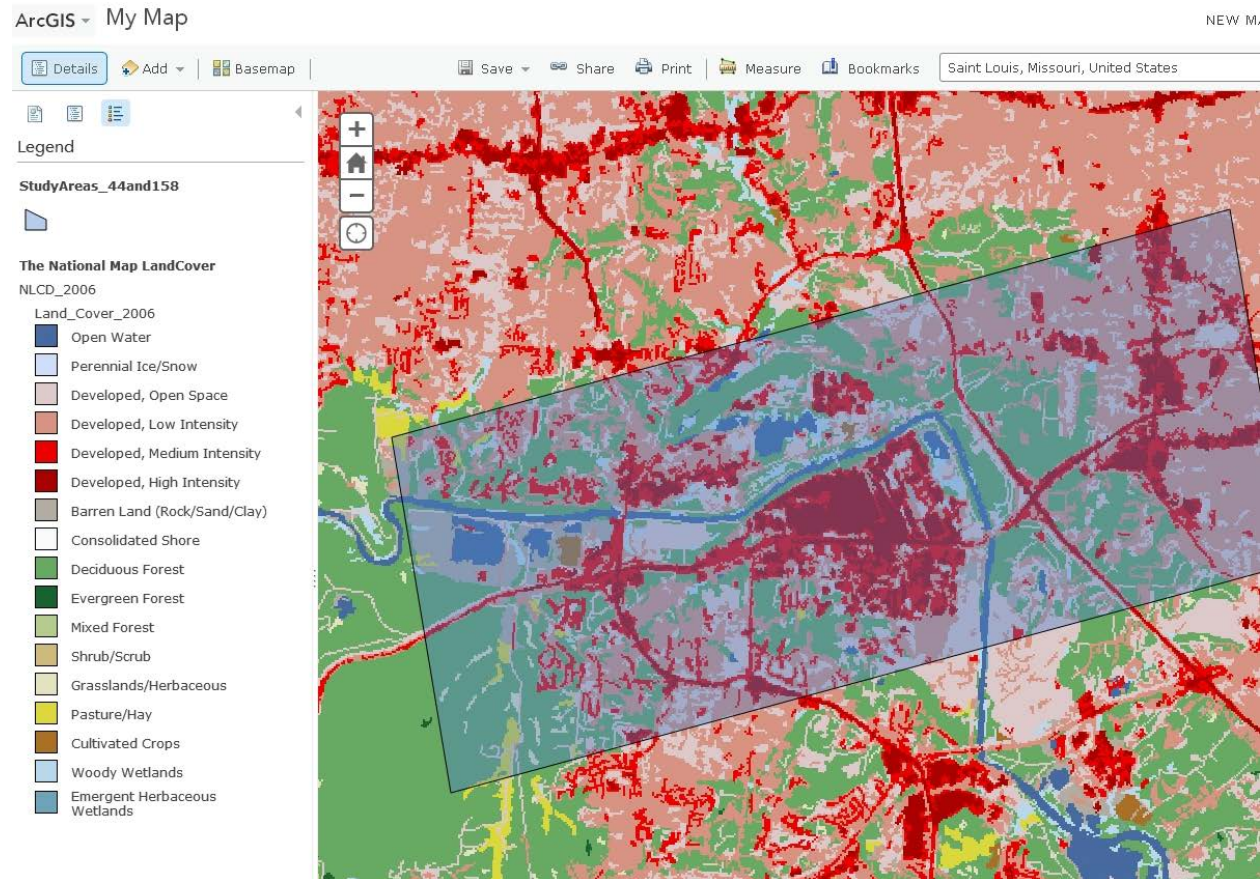 ArcGIS My Map
NEW MA
Details Add Basemap Save Share Print Measure Bookmarks Saint Louis, Missouri, United States
Legend
StudyAreas_44and158
The National Map LandCover
NLCD_2006
Land_Cover_2006
Open Water
Perennial Ice/Snow
Developed, Open Space
Developed, Low Intensity
Developed, Medium Intensity
Developed, High Intensity
Barren Land (Rock/Sand/Clay)
Consolidated Shore
Deciduous Forest
Evergreen Forest
Mixed Forest
Shrub/Scrub
Grasslands/Herbaceous
Pasture/Hay
Cultivated Crops
Woody Wetlands
Emergent Herbaceous
Wetlands